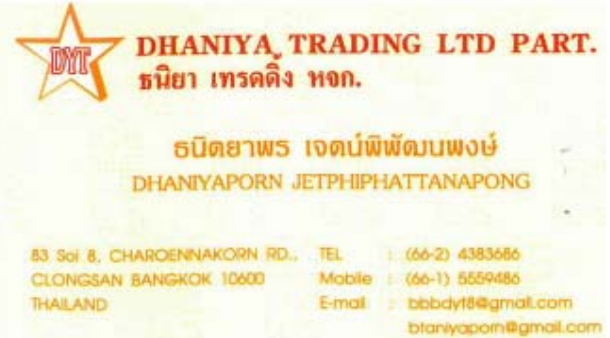 DYT
DHANIYA TRADING LTD PART.
ธนิยา เทรดดิ้ง หจก.
ธนิตยาพร เจตน์พิพัฒนพงษ์
DHANIYAPORN JETPHIPHATTANAPONG
83 Soi 8, CHAROENNAKORN RD.,
CLONGSAN BANGKOK 10600
THAILAND
TEL : (66-2) 4383686
Mobile : (66-1) 5559486
E-mail : bbbdyt8@gmail.com
btaniyaporn@gmail.com